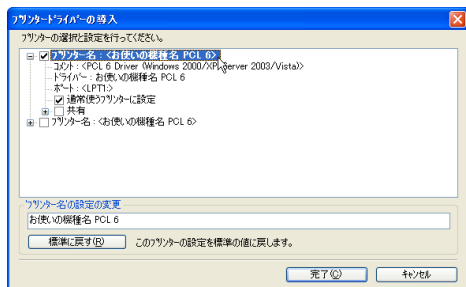 プリンタードライバーの導入
プリンターの選択と設定を行ってください。
プリンター名 : <お使いの機種名 PCL 6>
コメント : <PCL 6 Driver (Windows 2000/XP/Server 2003/Vista)>
ドライバー : お使いの機種名 PCL 6
ポート : <LPT1:>
通常使うプリンターに設定
共有
プリンター名 : <お使いの機種名 PCL 6>
'プリンター名'の設定の変更
お使いの機種名 PCL 6
標準に戻す(R) このプリンターの設定を標準の値に戻します。
完了(C) キャンセル